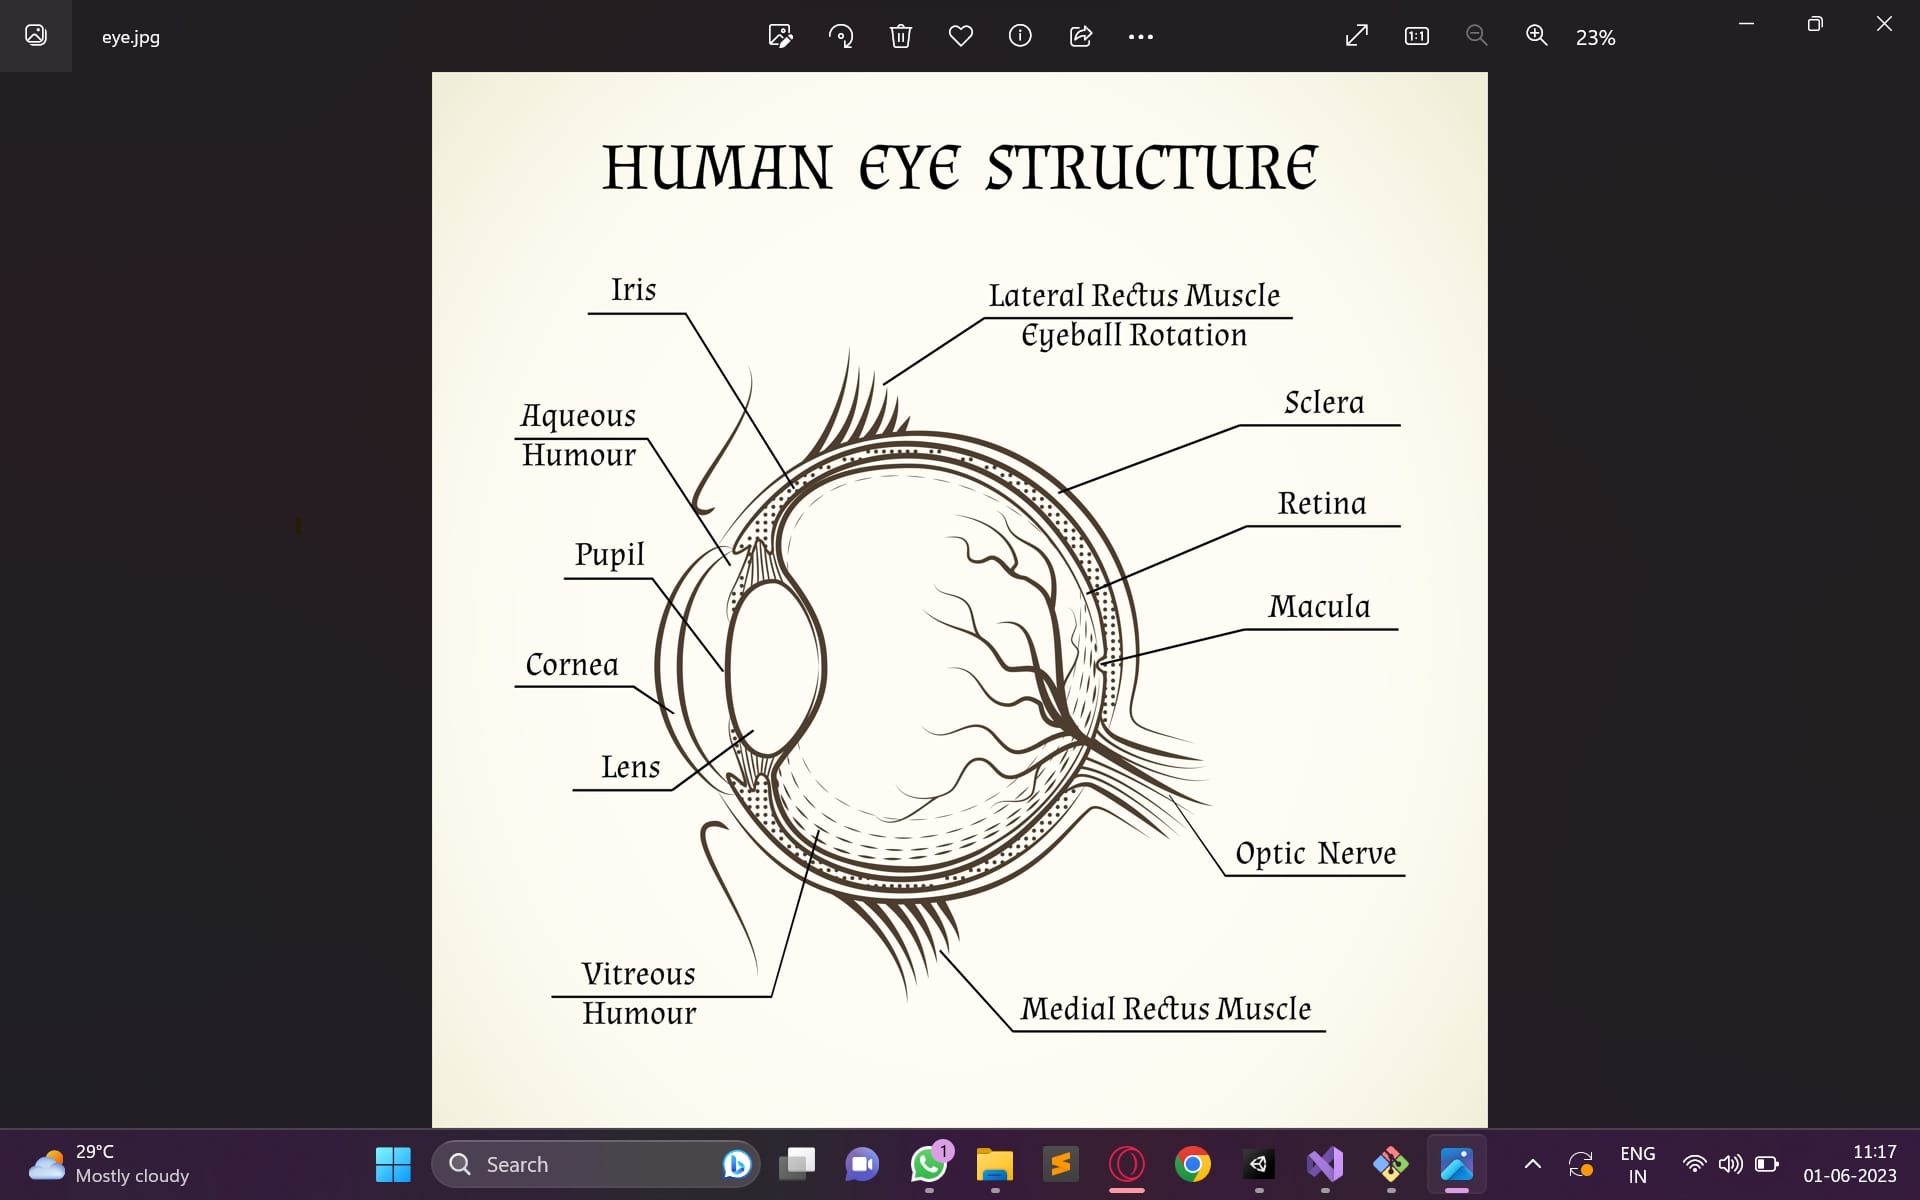 eye.jpg
23%
HUMAN EYE STRUCTURE
Iris
Lateral Rectus Muscle
Eyeball Rotation
Aqueous
Humour
Sclera
Retina
Pupil
Macula
Cornea
Lens
Optic Nerve
Vitreous
Humour
Medial Rectus Muscle
29°C
Mostly cloudy
Search
1
ENG
IN
11:17
01-06-2023